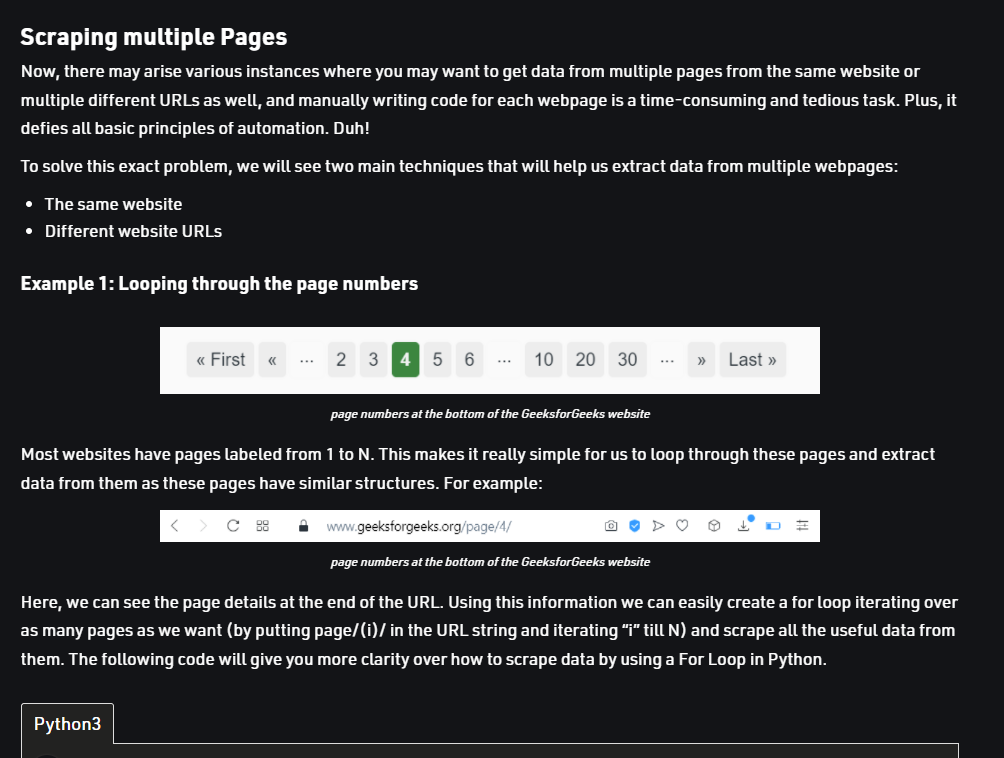 Scraping multiple Pages
Now, there may arise various instances where you may want to get data from multiple pages from the same website or
multiple different URLs as well, and manually writing code for each webpage is a time-consuming and tedious task. Plus, it
defies all basic principles of automation. Duh!
To solve this exact problem, we will see two main techniques that will help us extract data from multiple webpages:
• The same website
• Different website URLs
Example 1: Looping through the page numbers
« First « ... 2 3 4 5 6 ... 10 20 30 ... » Last »
page numbers at the bottom of the GeeksforGeeks website
Most websites have pages labeled from 1 to N. This makes it really simple for us to loop through these pages and extract
data from them as these pages have similar structures. For example:
www.geeksforgeeks.org/page/4/
page numbers at the bottom of the GeeksforGeeks website
Here, we can see the page details at the end of the URL. Using this information we can easily create a for loop iterating over
as many pages as we want (by putting page/(i)/ in the URL string and iterating “i” till N) and scrape all the useful data from
them. The following code will give you more clarity over how to scrape data by using a For Loop in Python.
Python3